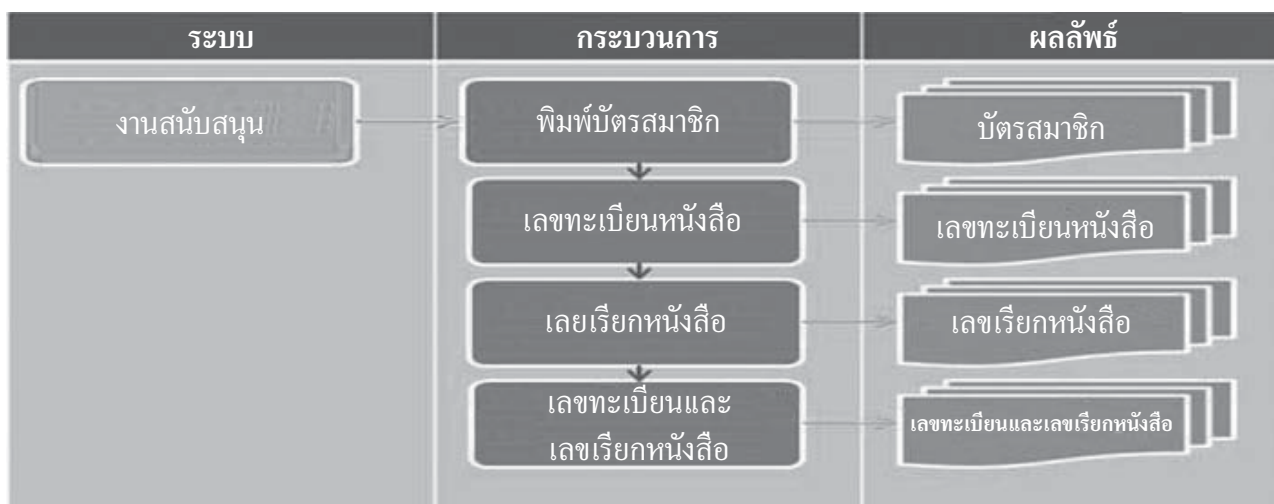 ระบบ
กระบวนการ
ผลลัพธ์
งานสนับสนุน
พิมพ์บัตรสมาชิก
บัตรสมาชิก
เลขทะเบียนหนังสือ
เลขทะเบียนหนังสือ
เลยเรียกหนังสือ
เลขเรียกหนังสือ
เลขทะเบียนและ
เลขเรียกหนังสือ
เลขทะเบียนและเลขเรียกหนังสือ